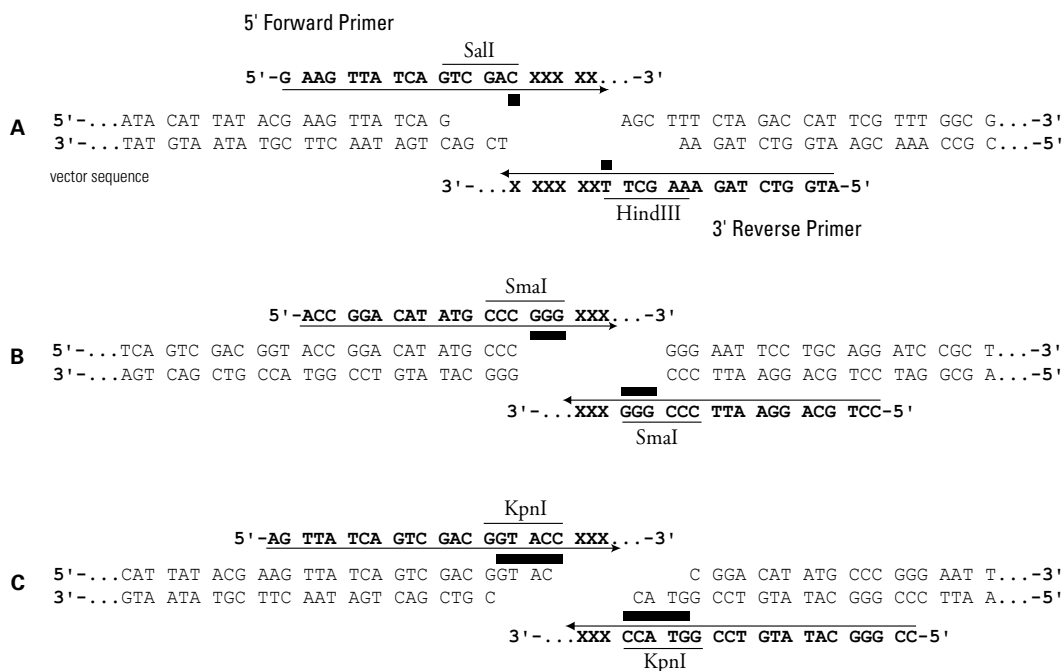 5' Forward Primer
SalI
5'-G AAG TTA TCA GTC GAC XXX XX...-3'
A
5'-...ATA CAT TAT ACG AAG TTA TCA G AGC TTT CTA GAC CAT TCG TTT GGC G...-3'
3'-...TAT GTA ATA TGC TTC AAT AGT CAG CT AA GAT CTG GTA AGC AAA CCG C...-5'
vector sequence
3'-...X XXX XXT TCG AAA GAT CTG GTA-5'
HindIII
3' Reverse Primer
SmaI
5'-ACC GGA CAT ATG CCC GGG XXX...-3'
B
5'-...TCA GTC GAC GGT ACC GGA CAT ATG CCC GGG AAT TCC TGC AGG ATC CGC T...-3'
3'-...AGT CAG CTG CCA TGG CCT GTA TAC GGG CCC TTA AGG ACG TCC TAG GCG A...-5'
3'-...XXX GGG CCC TTA AGG ACG TCC-5'
SmaI
KpnI
5'-AG TTA TCA GTC GAC GGT ACC XXX...-3'
C
5'-...CAT TAT ACG AAG TTA TCA GTC GAC GGTAC C GGA CAT ATG CCC GGG AAT T...-3'
3'-...GTA ATA TGC TTC AAT AGT CAG CTG C CA TGG CCT GTA TAC GGG CCC TTA A...-5'
3'-...XXX CCA TGG CCT GTA TAC GGG CC-5'
KpnI